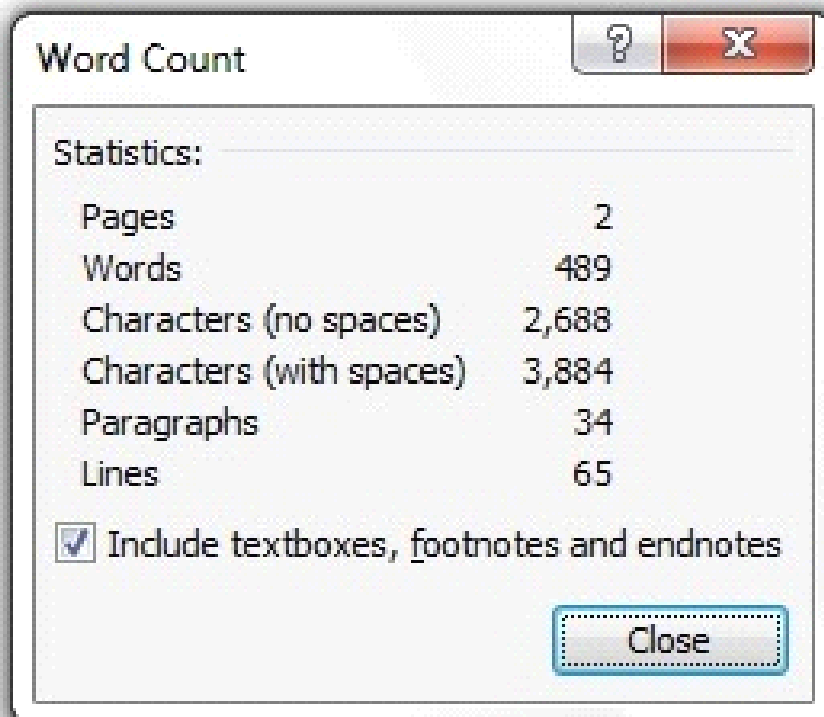 Word Count
?
Statistics:
Pages 2
Words 489
Characters (no spaces) 2,688
Characters (with spaces) 3,884
Paragraphs 34
Lines 65
Include textboxes, footnotes and endnotes
Close